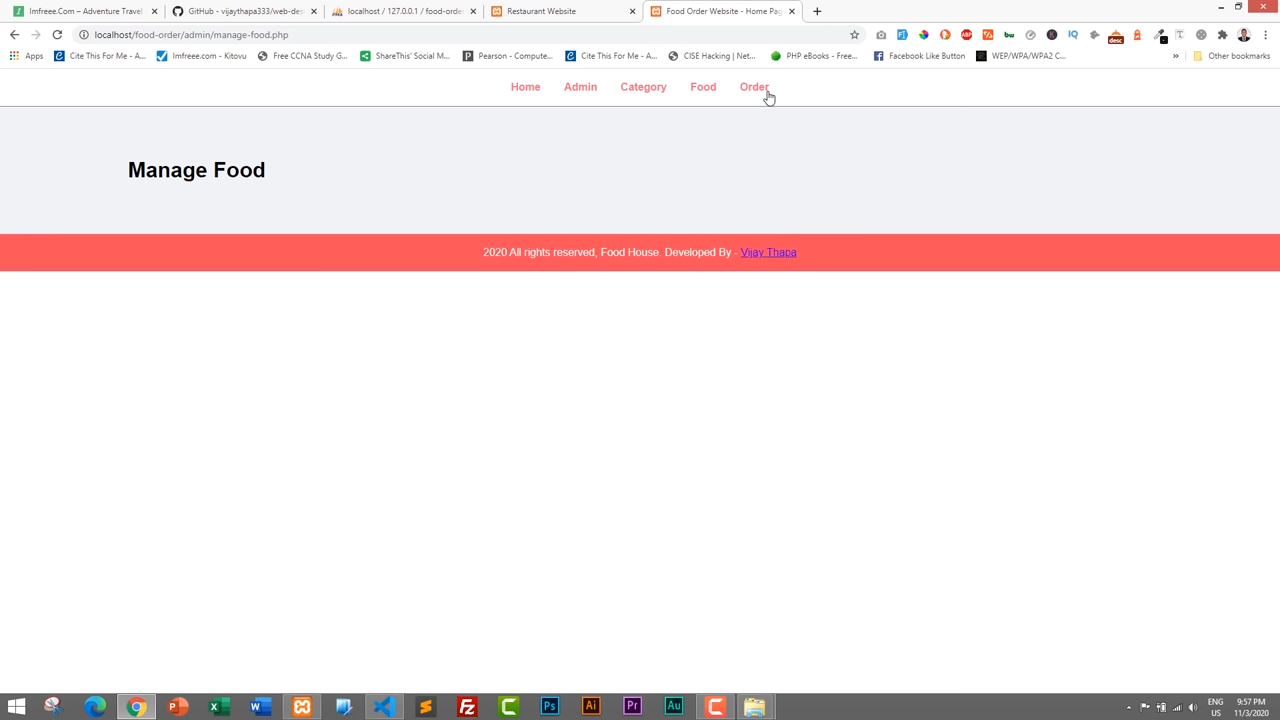 Imfreee.Com – Adventure Travel
GitHub - vijaythapa333/web-des
localhost / 127.0.0.1 / food-orde
Restaurant Website
Food Order Website - Home Pag
localhost/food-order/admin/manage-food.php
Apps
Cite This For Me - A...
Imfreee.com - Kitovu
Free CCNA Study G...
ShareThis' Social M...
Pearson - Compute...
Cite This For Me - A...
CISE Hacking | Net...
PHP eBooks - Free...
Facebook Like Button
WEP/WPA/WPA2 C...
»
Other bookmarks
Home
Admin
Category
Food
Order
Manage Food
2020 All rights reserved, Food House. Developed By - Vijay Thapa
ENG
US
9:57 PM
11/3/2020